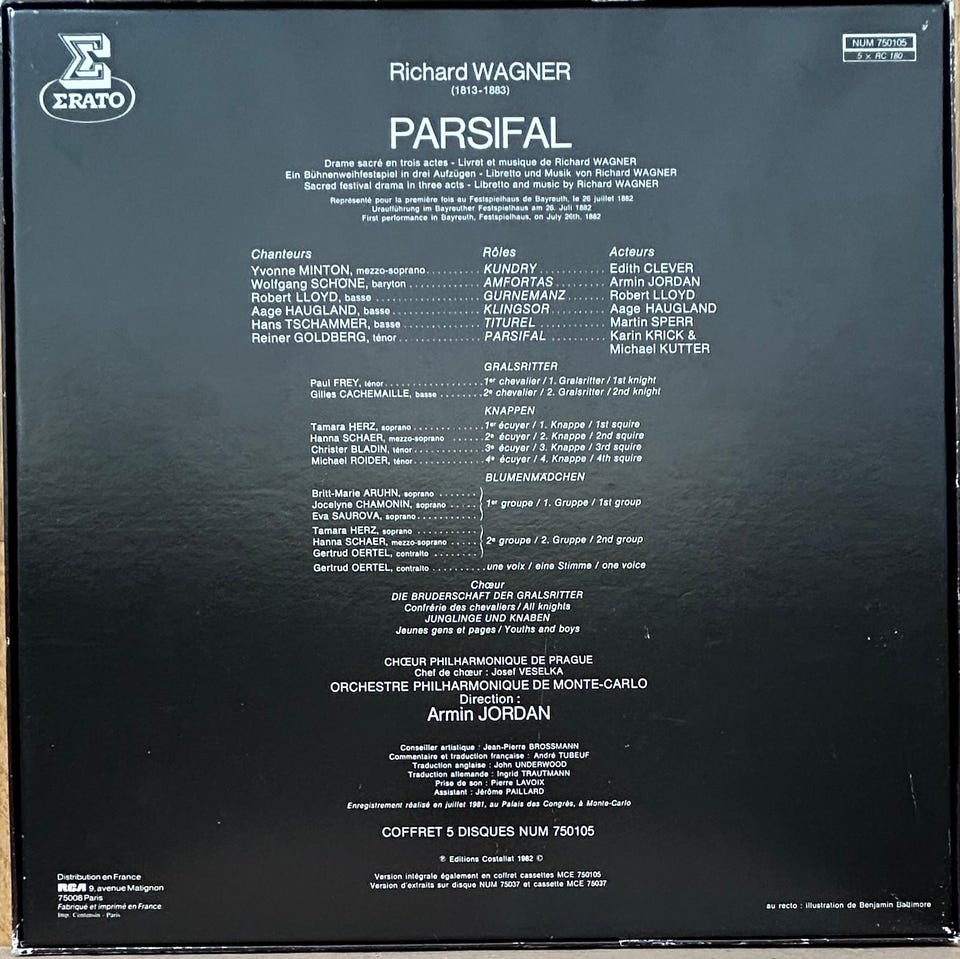 ERATO
NUM 750105
5 × RC 180
Richard WAGNER
(1813-1883)
PARSIFAL
Drame sacré en trois actes - Livret et musique de Richard WAGNER
Ein Bühnenweihfestspiel in drei Aufzügen - Libretto und Musik von Richard WAGNER
Sacred festival drama in three acts - Libretto and music by Richard WAGNER
Représenté pour la première fois au Festspielhaus de Bayreuth, le 26 juillet 1882
Uraufführung im Bayreuther Festspielhaus am 26. Juli 1882
First performance in Bayreuth, Festspielhaus, on July 26th, 1882
Chanteurs Rôles Acteurs
Yvonne MINTON, mezzo-soprano.......... KUNDRY............ Edith CLEVER
Wolfgang SCHÖNE, baryton ............ AMFORTAS.......... Armin JORDAN
Robert LLOYD, basse .................. GURNEMANZ....... Robert LLOYD
Aage HAUGLAND, basse............... KLINGSOR........... Aage HAUGLAND
Hans TSCHAMMER, basse.............. TITUREL ............ Martin SPERR
Reiner GOLDBERG, ténor.............. PARSIFAL .......... Karin KRICK &
Michael KUTTER
GRALSRITTER
Paul FREY, ténor....................1er chevalier / 1. Gralsritter / 1st knight
Gilles CACHEMAILLE, basse ........2e chevalier / 2. Gralsritter / 2nd knight
KNAPPEN
Tamara HERZ, soprano ..............1er écuyer / 1. Knappe / 1st squire
Hanna SCHAER, mezzo-soprano ......2e écuyer / 2. Knappe / 2nd squire
Christer BLADIN, ténor..............3e écuyer / 3. Knappe / 3rd squire
Michael ROIDER, ténor..............4e écuyer / 4. Knappe / 4th squire
BLUMENMÄDCHEN
Britt-Marie ARUHN, soprano .......
Jocelyne CHAMONIN, soprano ..... 1er groupe / 1. Gruppe / 1st group
Eva SAUROVA, soprano............
Tamara HERZ, soprano ............
Hanna SCHAER, mezzo-soprano ..... 2e groupe / 2. Gruppe / 2nd group
Gertrud OERTEL, contralto ........
Gertrud OERTEL, contralto ..........une voix / eine Stimme / one voice
Chœur
DIE BRUDERSCHAFT DER GRALSRITTER
Confrérie des chevaliers / All knights
JUNGLINGE UND KNABEN
Jeunes gens et pages / Youths and boys
CHŒUR PHILHARMONIQUE DE PRAGUE
Chef de chœur : Josef VESELKA
ORCHESTRE PHILHARMONIQUE DE MONTE-CARLO
Direction :
Armin JORDAN
Conseiller artistique : Jean-Pierre BROSSMANN
Commentaire et traduction française : André TUBEUF
Traduction anglaise : John UNDERWOOD
Traduction allemande : Ingrid TRAUTMANN
Prise de son : Pierre LAVOIX
Assistant : Jérôme PAILLARD
Enregistrement réalisé en juillet 1981, au Palais des Congrès, à Monte-Carlo
COFFRET 5 DISQUES NUM 750105
℗ Editions Costallat 1982 ©
Version intégrale également en coffret cassettes MCE 750105
Version d'extraits sur disque NUM 75037 et cassette MCE 75037
Distribution en France
RCA 9, avenue Matignon
75008 Paris
Fabriqué et imprimé en France.
Imp. Contensin - Paris
au recto : illustration de Benjamin Baltimore